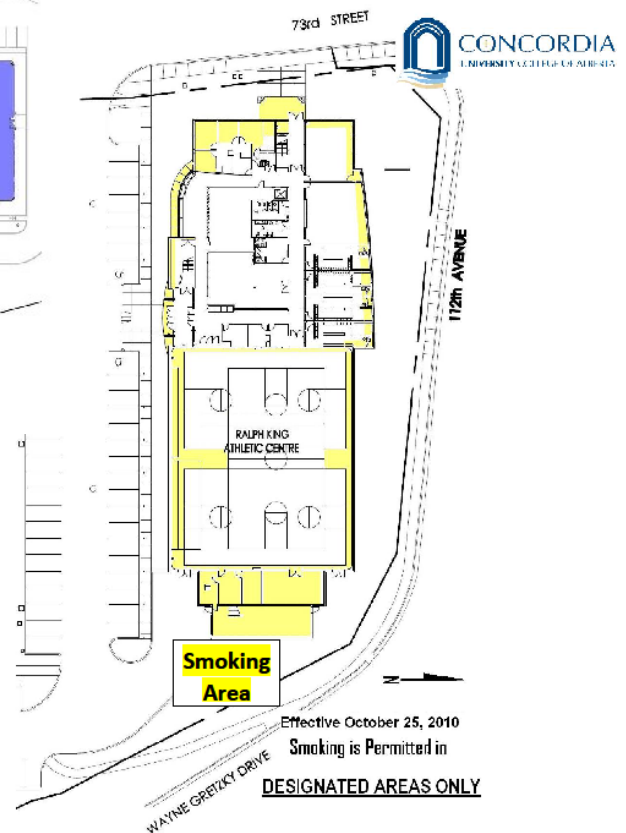 73rd STREET
CONCORDIA
UNIVERSITY COLLEGE OF ALBERTA
112th AVENUE
RALPH KING
ATHLETIC CENTRE
Smoking
Area
N
Effective October 25, 2010
Smoking is Permitted in
DESIGNATED AREAS ONLY
WAYNE GRETZKY DRIVE